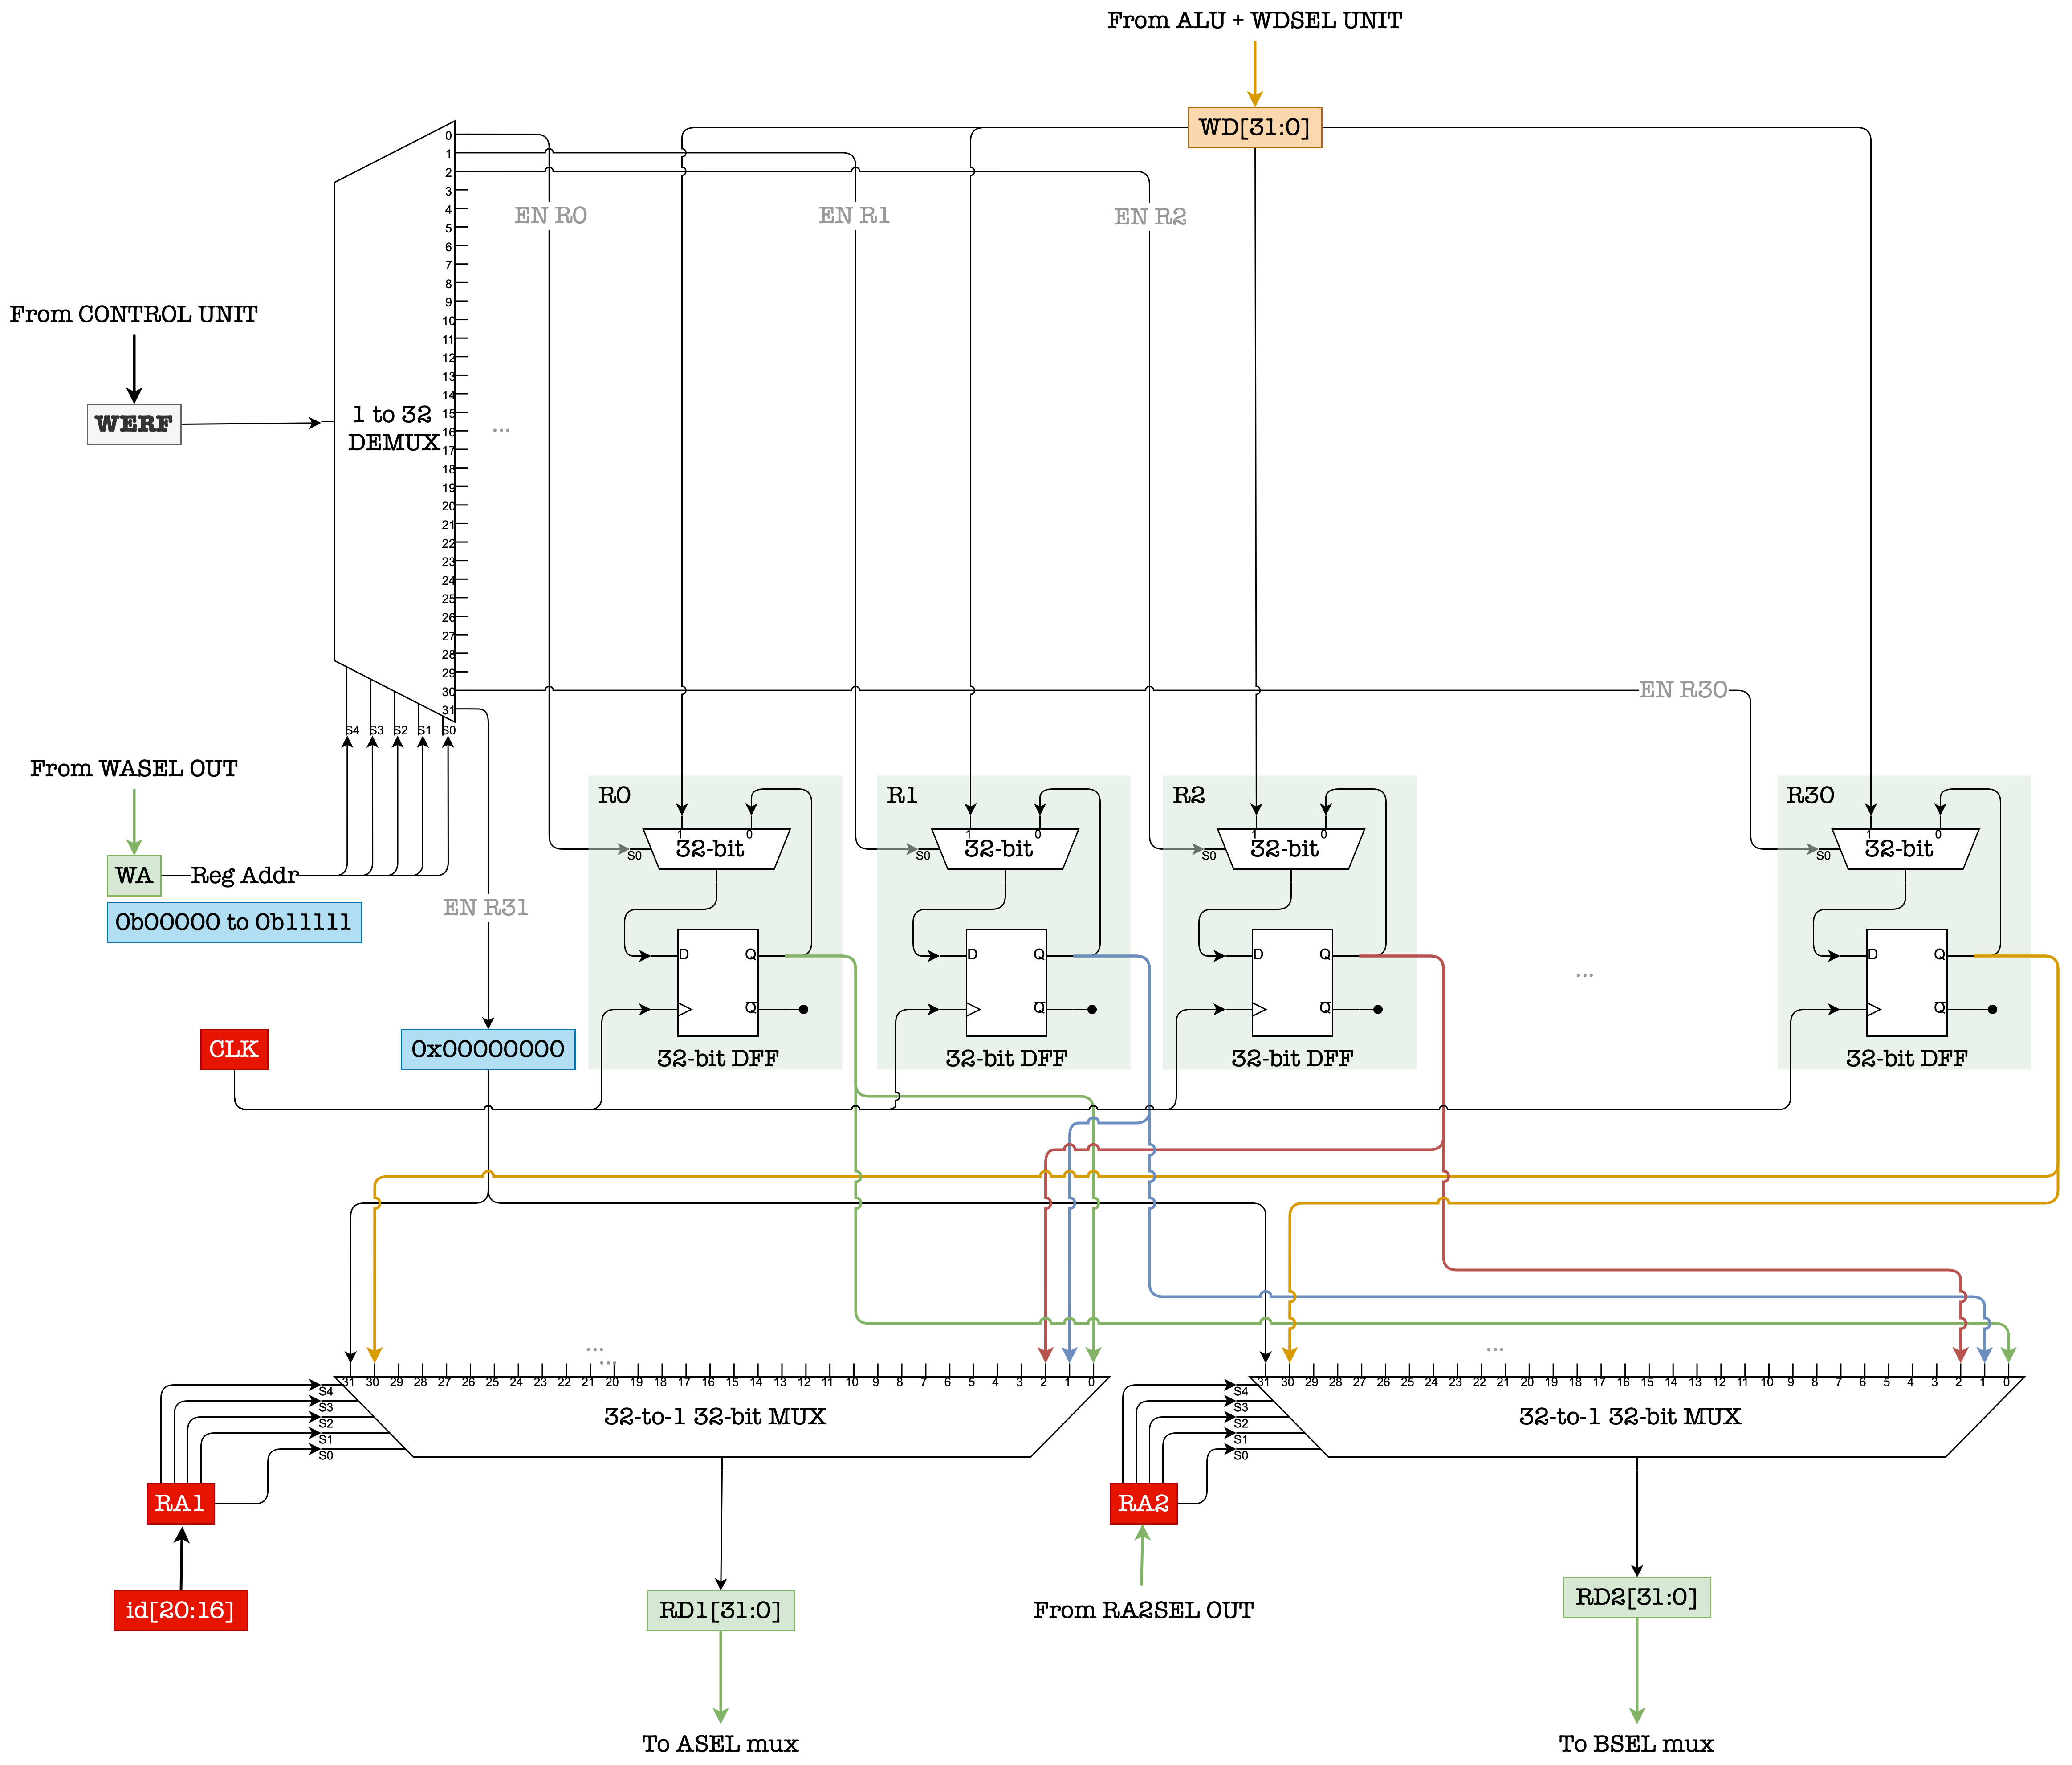 From ALU + WDSEL UNIT
WD[31:0]
0
1
2
3
4
5
6
7
8
9
10
11
12
13
14
15
16
17
18
19
20
21
22
23
24
25
26
27
28
29
30
31
EN R0
EN R1
EN R2
From CONTROL UNIT
WERF
1 to 32
DEMUX
...
EN R30
S4 S3 S2 S1 S0
From WASEL OUT
WA
Reg Addr
0b00000 to 0b11111
EN R31
R0
1 0
S0
32-bit
D Q
Q
32-bit DFF
R1
1 0
S0
32-bit
D Q
Q
32-bit DFF
R2
1 0
S0
32-bit
D Q
Q
32-bit DFF
...
R30
1 0
S0
32-bit
D Q
Q
32-bit DFF
CLK
0x00000000
...
...
31 30 29 28 27 26 25 24 23 22 21 20 19 18 17 16 15 14 13 12 11 10 9 8 7 6 5 4 3 2 1 0
S4
S3
S2
S1
S0
32-to-1 32-bit MUX
RA1
id[20:16]
RD1[31:0]
To ASEL mux
...
31 30 29 28 27 26 25 24 23 22 21 20 19 18 17 16 15 14 13 12 11 10 9 8 7 6 5 4 3 2 1 0
S4
S3
S2
S1
S0
32-to-1 32-bit MUX
RA2
From RA2SEL OUT
RD2[31:0]
To BSEL mux